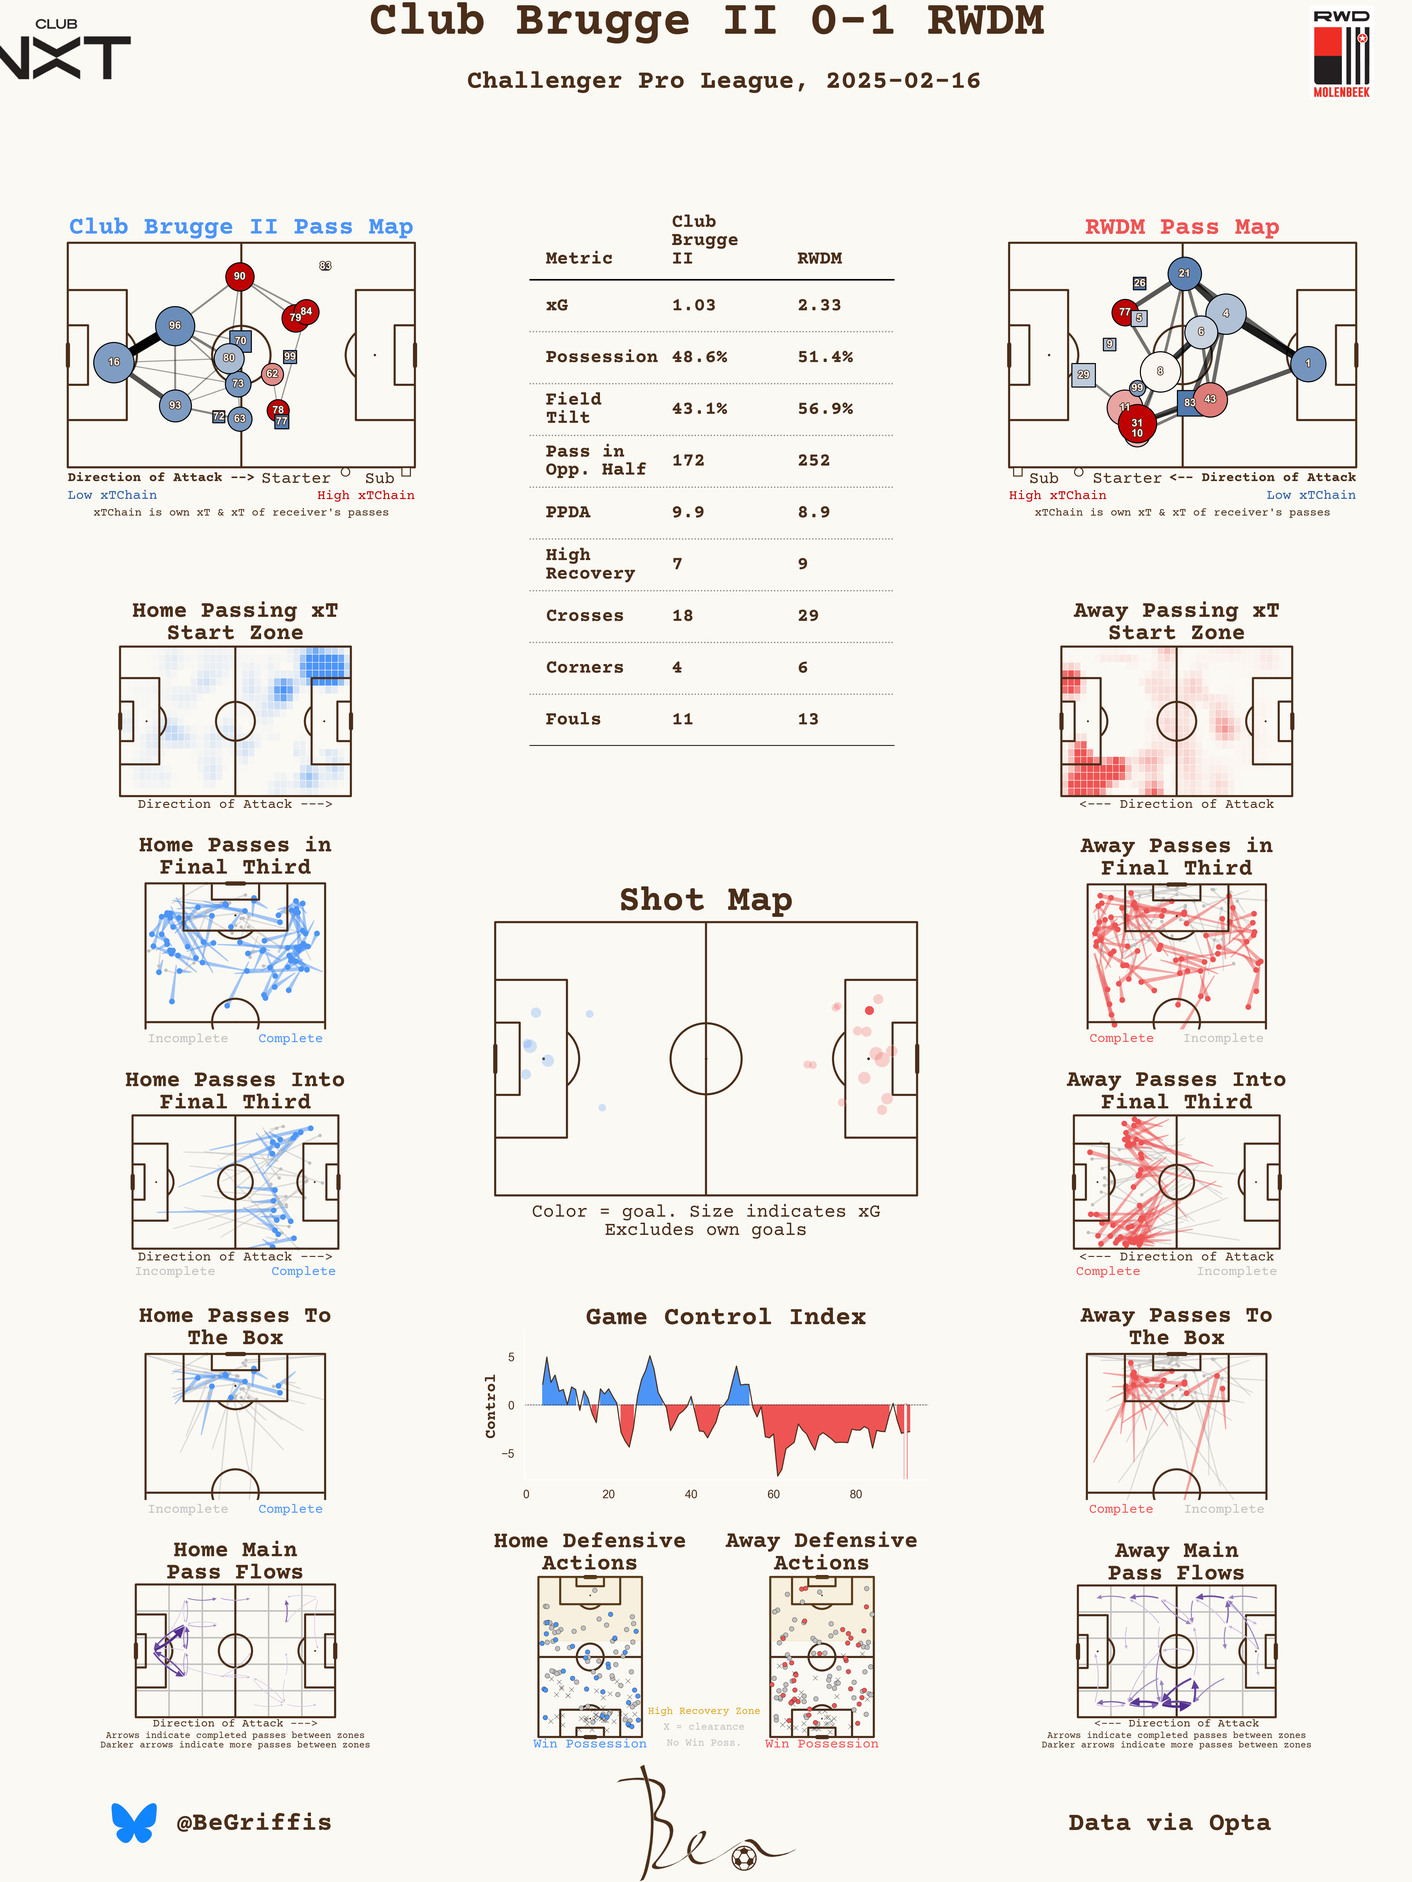 Club Brugge II 0-1 RWDM
CLUB
NXT
RWD
MOLENBEEK
Challenger Pro League, 2025-02-16
Club Brugge II Pass Map
90
83
84
79
96
70
99
16
80
62
73
93
78
72
63
77
Direction of Attack --> Starter Sub
Low xTChain High xTChain
xTChain is own xT & xT of receiver's passes
Metric Club Brugge II RWDM
xG 1.03 2.33
Possession 48.6% 51.4%
Field Tilt 43.1% 56.9%
Pass in Opp. Half 172 252
PPDA 9.9 8.9
High Recovery 7 9
Crosses 18 29
Corners 4 6
Fouls 11 13
RWDM Pass Map
21
26
77
5
4
6
9
1
29
8
99
11
83
43
31
10
Sub Starter <-- Direction of Attack
High xTChain Low xTChain
xTChain is own xT & xT of receiver's passes
Home Passing xT
Start Zone
Direction of Attack --->
Away Passing xT
Start Zone
<--- Direction of Attack
Home Passes in
Final Third
Incomplete Complete
Shot Map
Color = goal. Size indicates xG
Excludes own goals
Away Passes in
Final Third
Complete Incomplete
Home Passes Into
Final Third
Direction of Attack --->
Incomplete Complete
Away Passes Into
Final Third
<--- Direction of Attack
Complete Incomplete
Home Passes To
The Box
Incomplete Complete
Game Control Index
Control
5
0
−5
0 20 40 60 80
Away Passes To
The Box
Complete Incomplete
Home Main
Pass Flows
Direction of Attack --->
Arrows indicate completed passes between zones
Darker arrows indicate more passes between zones
Home Defensive
Actions
Win Possession
High Recovery Zone
X = clearance
No Win Poss.
Away Defensive
Actions
Win Possession
Away Main
Pass Flows
<--- Direction of Attack
Arrows indicate completed passes between zones
Darker arrows indicate more passes between zones
@BeGriffis
Ben
Data via Opta